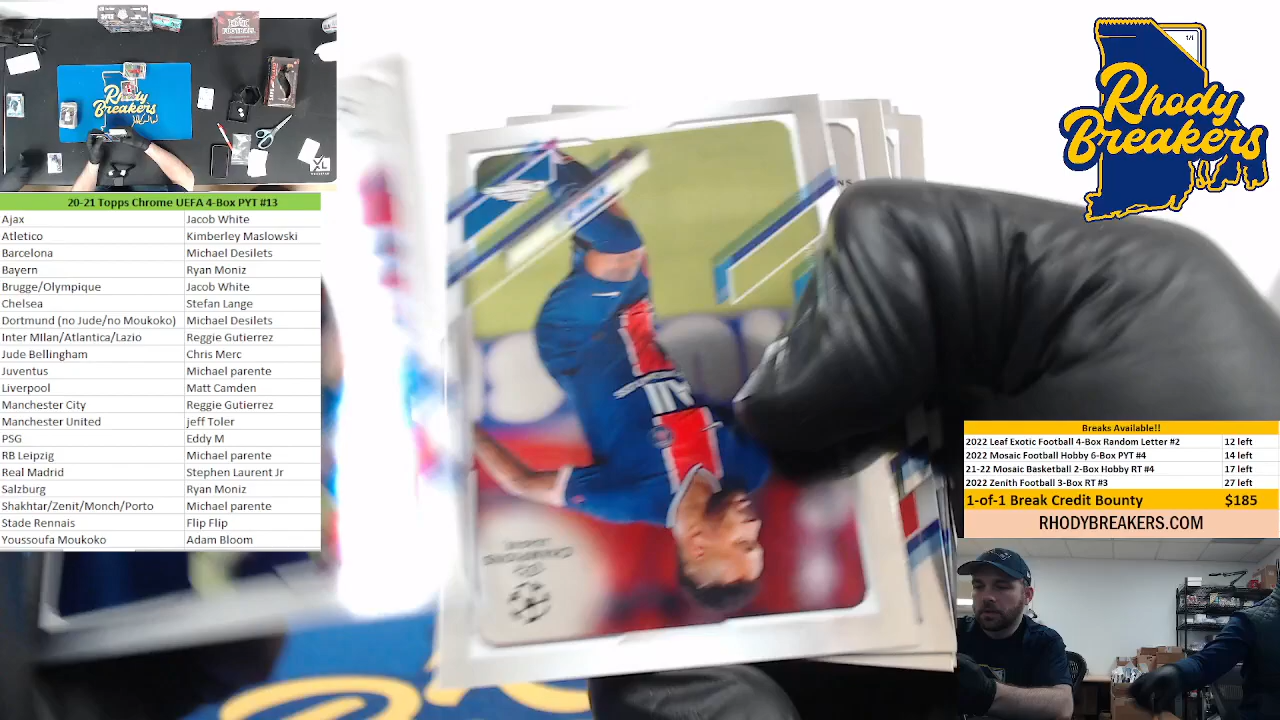 20-21 Topps Chrome UEFA 4-Box PYT #13
Ajax Jacob White
Atletico Kimberley Maslowski
Barcelona Michael Desilets
Bayern Ryan Moniz
Brugge/Olympique Jacob White
Chelsea Stefan Lange
Dortmund (no Jude/no Moukoko) Michael Desilets
Inter MIlan/Atlantica/Lazio Reggie Gutierrez
Jude Bellingham Chris Merc
Juventus Michael parente
Liverpool Matt Camden
Manchester City Reggie Gutierrez
Manchester United jeff Toler
PSG Eddy M
RB Leipzig Michael parente
Real Madrid Stephen Laurent Jr
Salzburg Ryan Moniz
Shakhtar/Zenit/Monch/Porto Michael parente
Stade Rennais Flip Flip
Youssoufa Moukoko Adam Bloom
Rhody
Breakers
XL
CHAMPIONS
LEAGUE
1/1
Rhody
Breakers
Breaks Available!!
2022 Leaf Exotic Football 4-Box Random Letter #2 12 left
2022 Mosaic Football Hobby 6-Box PYT #4 14 left
21-22 Mosaic Basketball 2-Box Hobby RT #4 17 left
2022 Zenith Football 3-Box RT #3 27 left
1-of-1 Break Credit Bounty $185
RHODYBREAKERS.COM